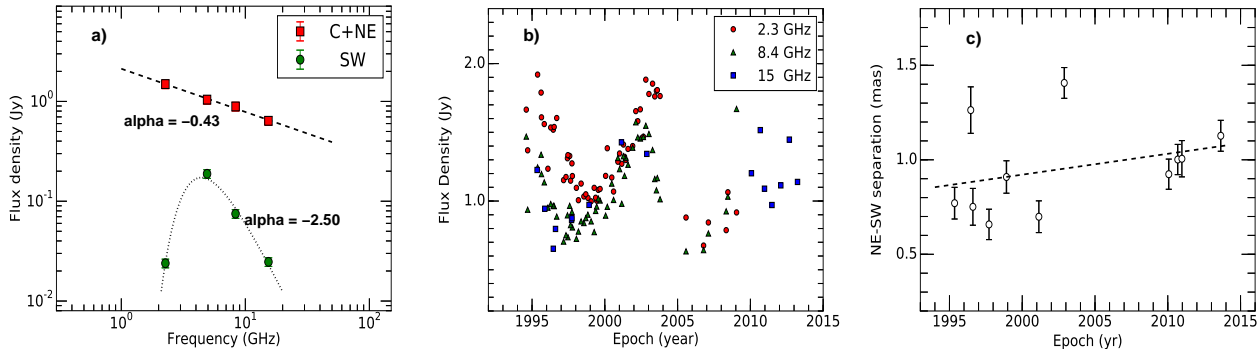 a)
C+NE
SW
alpha = −0.43
alpha = −2.50
Flux density (Jy)
10^0
10^-1
10^-2
10^0 10^1 10^2
Frequency (GHz)
b)
2.3 GHz
8.4 GHz
15 GHz
Flux Density (Jy)
2.0
1.0
1995 2000 2005 2010 2015
Epoch (year)
c)
NE-SW separation (mas)
1.5
1.0
0.5
1995 2000 2005 2010 2015
Epoch (yr)